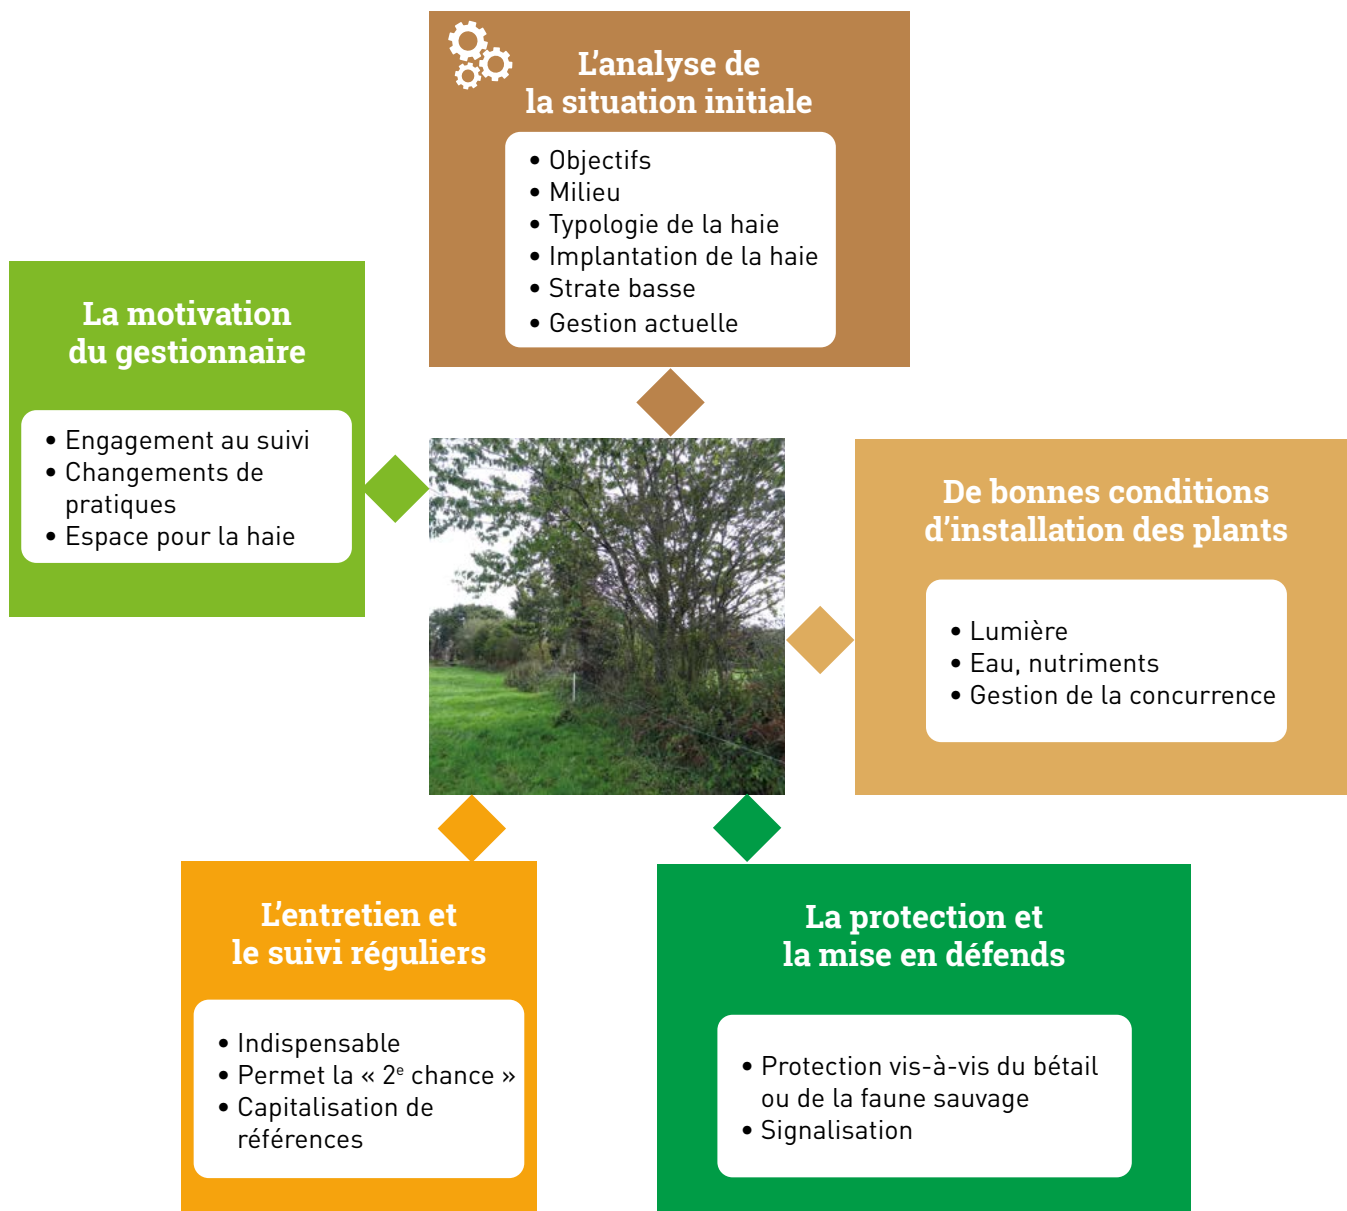 L'analyse de
la situation initiale
• Objectifs
• Milieu
• Typologie de la haie
• Implantation de la haie
• Strate basse
• Gestion actuelle
La motivation
du gestionnaire
• Engagement au suivi
• Changements de
pratiques
• Espace pour la haie
De bonnes conditions
d'installation des plants
• Lumière
• Eau, nutriments
• Gestion de la concurrence
L'entretien et
le suivi réguliers
• Indispensable
• Permet la « 2e chance »
• Capitalisation de
références
La protection et
la mise en défends
• Protection vis-à-vis du bétail
ou de la faune sauvage
• Signalisation